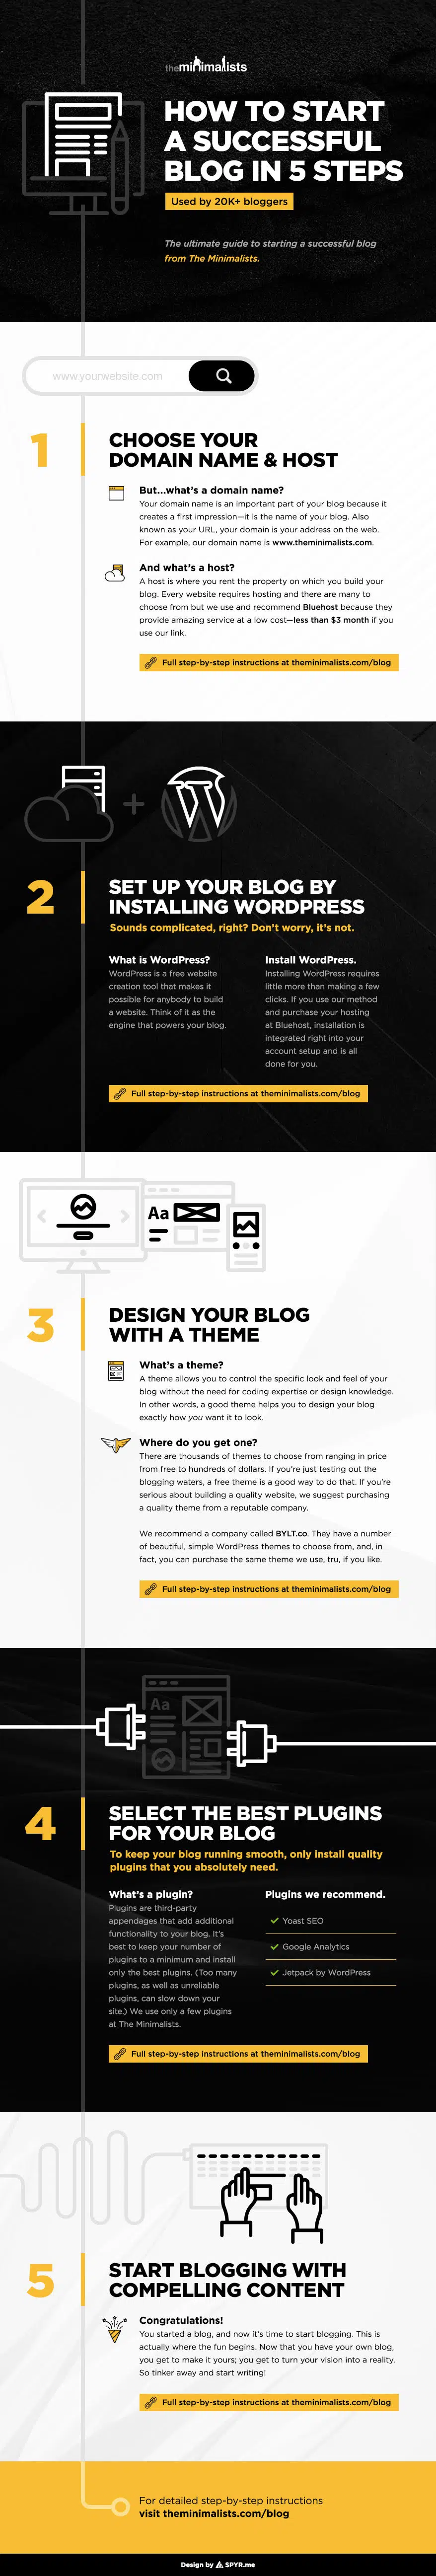 theminimalists
HOW TO START
A SUCCESSFUL
BLOG IN 5 STEPS
Used by 20K+ bloggers
The ultimate guide to starting a successful blog
from The Minimalists.
www.yourwebsite.com
1
CHOOSE YOUR
DOMAIN NAME & HOST
But...what's a domain name?
Your domain name is an important part of your blog because it
creates a first impression—it is the name of your blog. Also
known as your URL, your domain is your address on the web.
For example, our domain name is www.theminimalists.com.
And what's a host?
A host is where you rent the property on which you build your
blog. Every website requires hosting and there are many to
choose from but we use and recommend Bluehost because they
provide amazing service at a low cost—less than $3 month if you
use our link.
Full step-by-step instructions at theminimalists.com/blog
2
SET UP YOUR BLOG BY
INSTALLING WORDPRESS
Sounds complicated, right? Don't worry, it's not.
What is WordPress?
WordPress is a free website
creation tool that makes it
possible for anybody to build
a website. Think of it as the
engine that powers your blog.
Install WordPress.
Installing WordPress requires
little more than making a few
clicks. If you use our method
and purchase your hosting
at Bluehost, installation is
integrated right into your
account setup and is all
done for you.
Full step-by-step instructions at theminimalists.com/blog
Aa
3
DESIGN YOUR BLOG
WITH A THEME
What's a theme?
A theme allows you to control the specific look and feel of your
blog without the need for coding expertise or design knowledge.
In other words, a good theme helps you to design your blog
exactly how you want it to look.
Where do you get one?
There are thousands of themes to choose from ranging in price
from free to hundreds of dollars. If you're just testing out the
blogging waters, a free theme is a good way to do that. If you're
serious about building a quality website, we suggest purchasing
a quality theme from a reputable company.
We recommend a company called BYLT.co. They have a number
of beautiful, simple WordPress themes to choose from, and, in
fact, you can purchase the same theme we use, tru, if you like.
Full step-by-step instructions at theminimalists.com/blog
Aa
4
SELECT THE BEST PLUGINS
FOR YOUR BLOG
To keep your blog running smooth, only install quality
plugins that you absolutely need.
What's a plugin?
Plugins are third-party
appendages that add additional
functionality to your blog. It's
best to keep your number of
plugins to a minimum and install
only the best plugins. (Too many
plugins, as well as unreliable
plugins, can slow down your
site.) We use only a few plugins
at The Minimalists.
Plugins we recommend.
Yoast SEO
Google Analytics
Jetpack by WordPress
Full step-by-step instructions at theminimalists.com/blog
5
START BLOGGING WITH
COMPELLING CONTENT
Congratulations!
You started a blog, and now it's time to start blogging. This is
actually where the fun begins. Now that you have your own blog,
you get to make it yours; you get to turn your vision into a reality.
So tinker away and start writing!
Full step-by-step instructions at theminimalists.com/blog
For detailed step-by-step instructions
visit theminimalists.com/blog
Design by SPYR.me